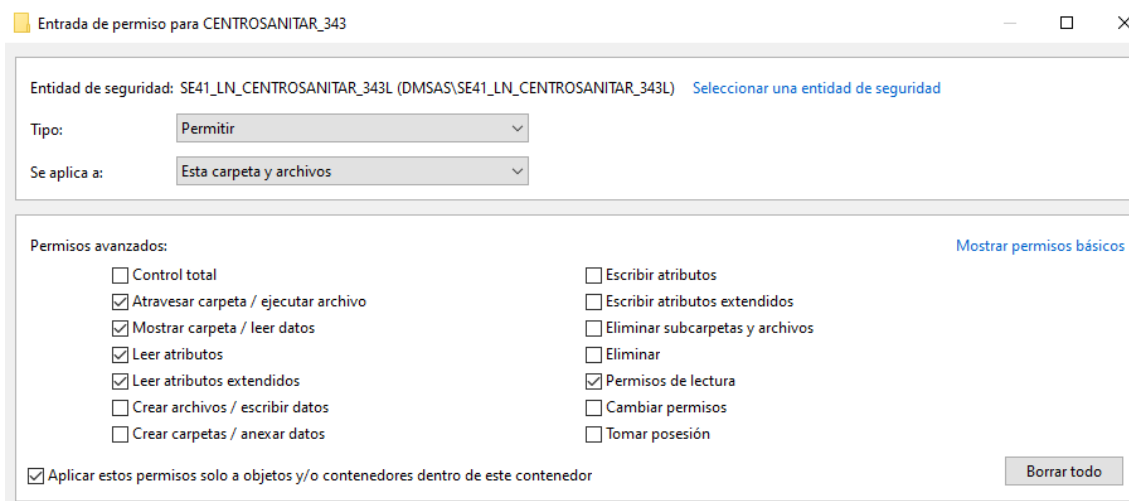 Entrada de permiso para CENTROSANITAR_343
Entidad de seguridad: SE41_LN_CENTROSANITAR_343L (DMSAS\SE41_LN_CENTROSANITAR_343L) Seleccionar una entidad de seguridad
Tipo: Permitir
Se aplica a: Esta carpeta y archivos
Permisos avanzados: Mostrar permisos básicos
Control total Escribir atributos
Atravesar carpeta / ejecutar archivo Escribir atributos extendidos
Mostrar carpeta / leer datos Eliminar subcarpetas y archivos
Leer atributos Eliminar
Leer atributos extendidos Permisos de lectura
Crear archivos / escribir datos Cambiar permisos
Crear carpetas / anexar datos Tomar posesión
Aplicar estos permisos solo a objetos y/o contenedores dentro de este contenedor Borrar todo